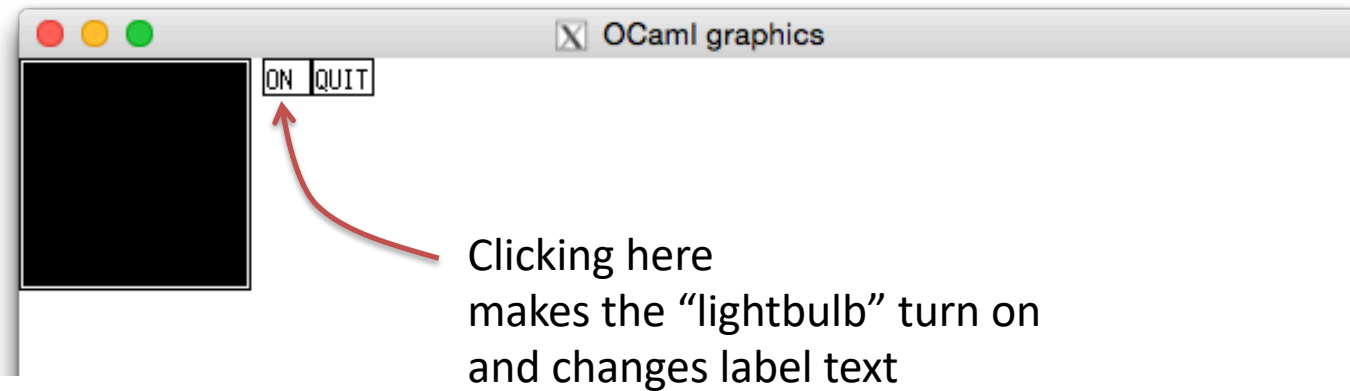 OCaml graphics
ON QUIT
Clicking here
makes the “lightbulb” turn on
and changes label text